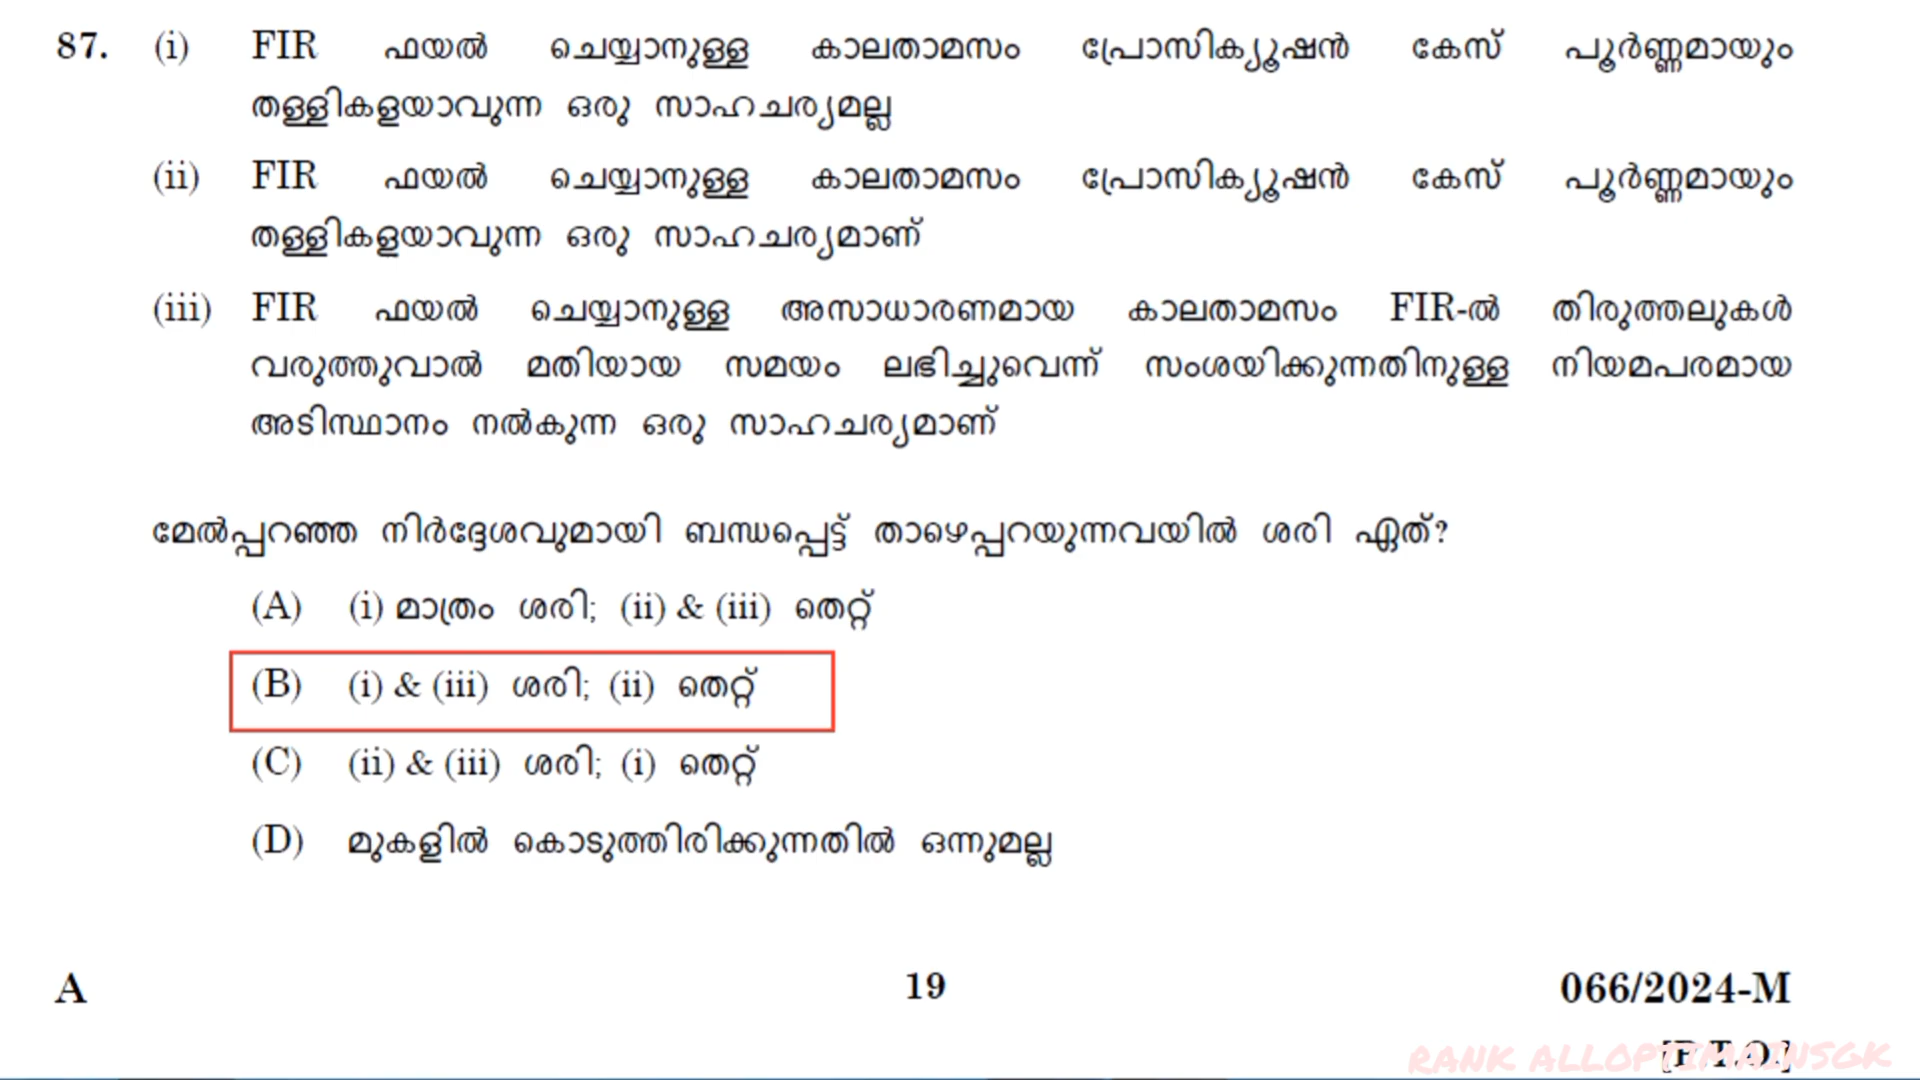 87. (i) FIR ഫയൽ ചെയ്യാനുള്ള കാലതാമസം പ്രോസിക്യൂഷൻ കേസ് പൂർണ്ണമായും
തള്ളികളയാവുന്ന ഒരു സാഹചര്യമല്ല
(ii) FIR ഫയൽ ചെയ്യാനുള്ള കാലതാമസം പ്രോസിക്യൂഷൻ കേസ് പൂർണ്ണമായും
തള്ളികളയാവുന്ന ഒരു സാഹചര്യമാണ്
(iii) FIR ഫയൽ ചെയ്യാനുള്ള അസാധാരണമായ കാലതാമസം FIR-ൽ തിരുത്തലുകൾ
വരുത്തുവാൽ മതിയായ സമയം ലഭിച്ചുവെന്ന് സംശയിക്കുന്നതിനുള്ള നിയമപരമായ
അടിസ്ഥാനം നൽകുന്ന ഒരു സാഹചര്യമാണ്
മേൽപ്പറഞ്ഞ നിർദ്ദേശവുമായി ബന്ധപ്പെട്ട് താഴെപ്പറയുന്നവയിൽ ശരി ഏത്?
(A) (i) മാത്രം ശരി; (ii) & (iii) തെറ്റ്
(B) (i) & (iii) ശരി; (ii) തെറ്റ്
(C) (ii) & (iii) ശരി; (i) തെറ്റ്
(D) മുകളിൽ കൊടുത്തിരിക്കുന്നതിൽ ഒന്നുമല്ല
A 19 066/2024-M
[P.T.O.]
RANK ALLOPTIMAINSGK